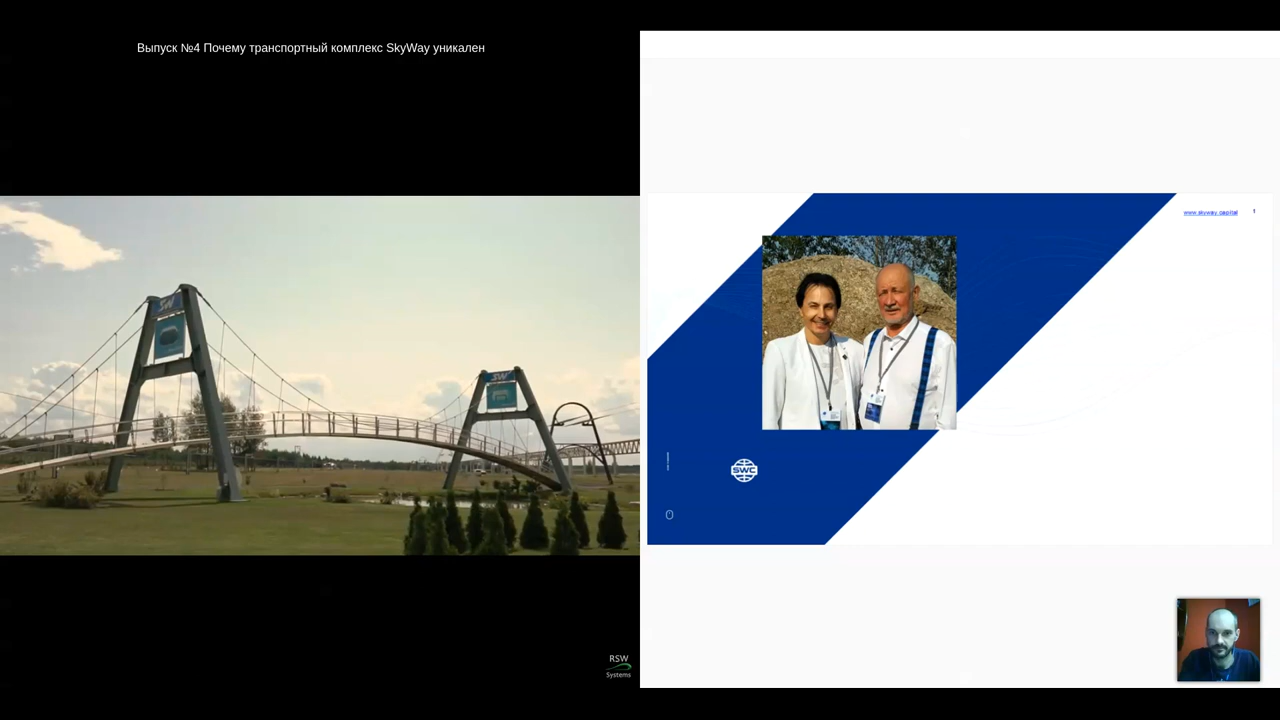 Выпуск №4 Почему транспортный комплекс SkyWay уникален
www.skyway.capital
SW
SW
SWC
RSW
Systems